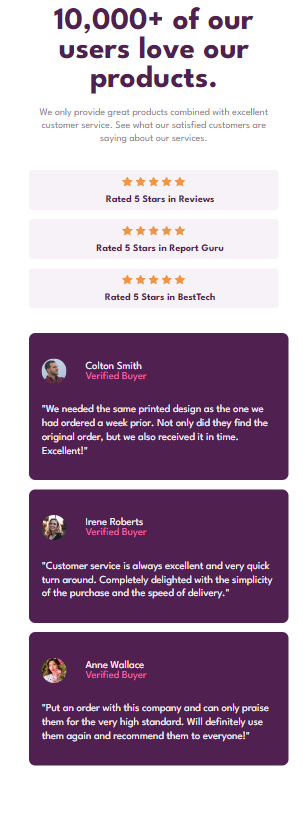 10,000+ of our
users love our
products.
We only provide great products combined with excellent
customer service. See what our satisfied customers are
saying about our services.
Rated 5 Stars in Reviews
Rated 5 Stars in Report Guru
Rated 5 Stars in BestTech
Colton Smith
Verified Buyer
"We needed the same printed design as the one we
had ordered a week prior. Not only did they find the
original order, but we also received it in time.
Excellent!"
Irene Roberts
Verified Buyer
"Customer service is always excellent and very quick
turn around. Completely delighted with the simplicity
of the purchase and the speed of delivery."
Anne Wallace
Verified Buyer
"Put an order with this company and can only praise
them for the very high standard. Will definitely use
them again and recommend them to everyone!"